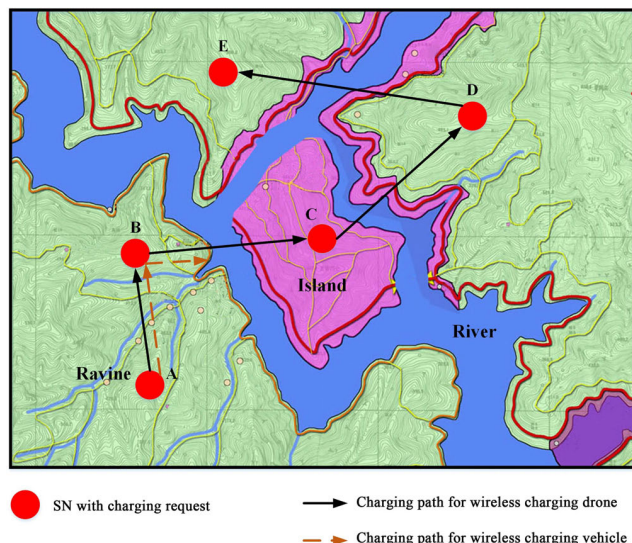 E
D
B
C
Island
River
Ravine
A
SN with charging request
Charging path for wireless charging drone
Charging path for wireless charging vehicle